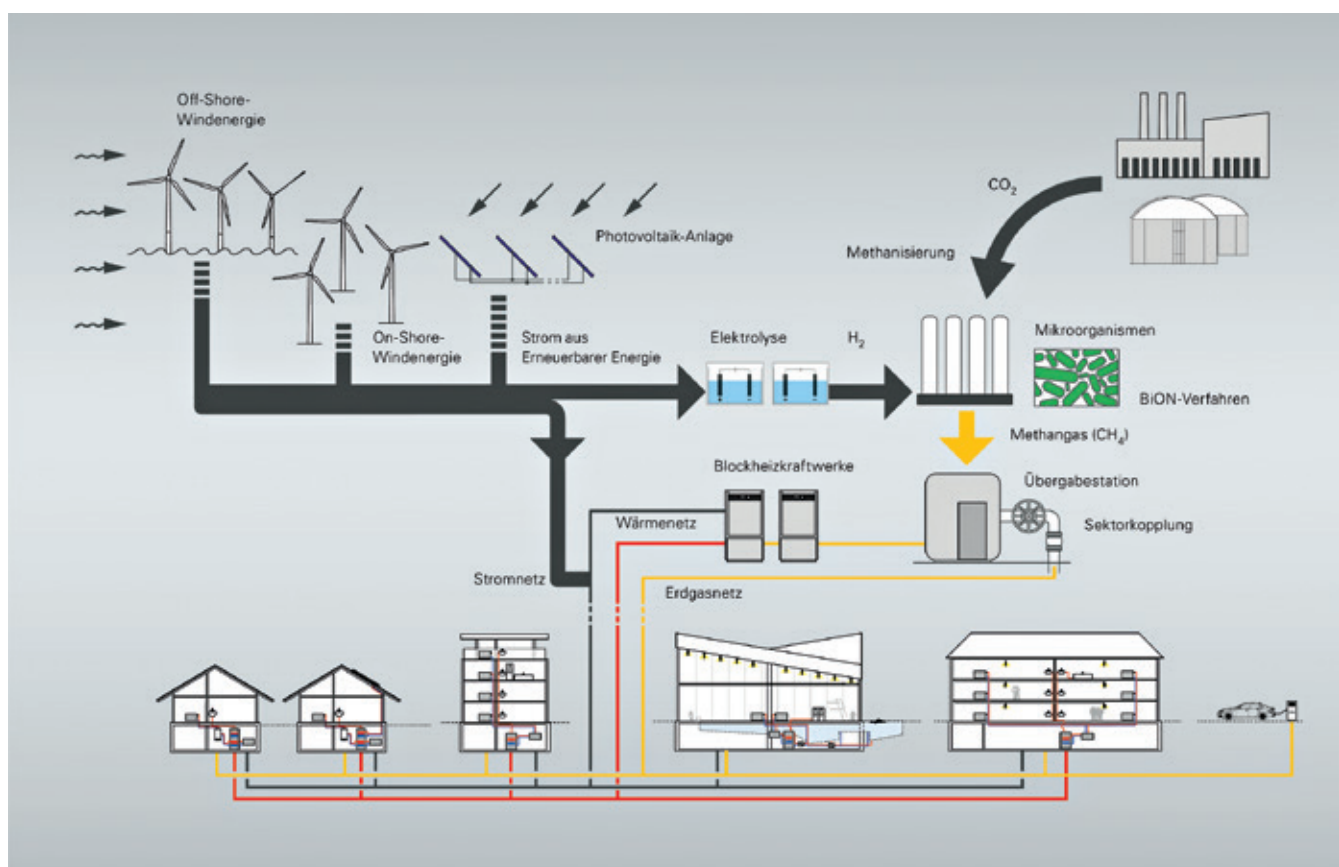 Off-Shore-
Windenergie
CO₂
Photovoltaik-Anlage
Methanisierung
On-Shore-
Windenergie
Strom aus
Erneuerbarer Energie
Elektrolyse
H₂
Mikroorganismen
BiON-Verfahren
Methangas (CH₄)
Blockheizkraftwerke
Übergabestation
Wärmenetz
Sektorkopplung
Stromnetz
Erdgasnetz